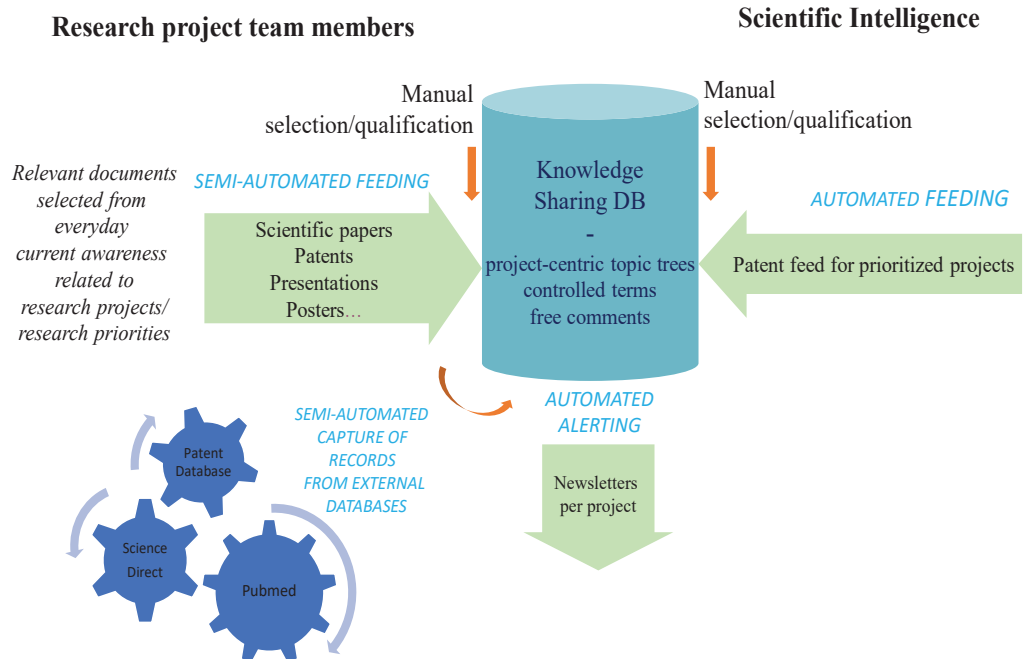 Research project team members
Scientific Intelligence
Manual
selection/qualification
Manual
selection/qualification
Relevant documents
selected from
everyday
current awareness
related to
research projects/
research priorities
SEMI-AUTOMATED FEEDING
Scientific papers
Patents
Presentations
Posters...
Knowledge
Sharing DB
-
project-centric topic trees
controlled terms
free comments
AUTOMATED FEEDING
Patent feed for prioritized projects
SEMI-AUTOMATED
CAPTURE OF
RECORDS
FROM EXTERNAL
DATABASES
AUTOMATED
ALERTING
Newsletters
per project
Patent
Database
Science
Direct
Pubmed